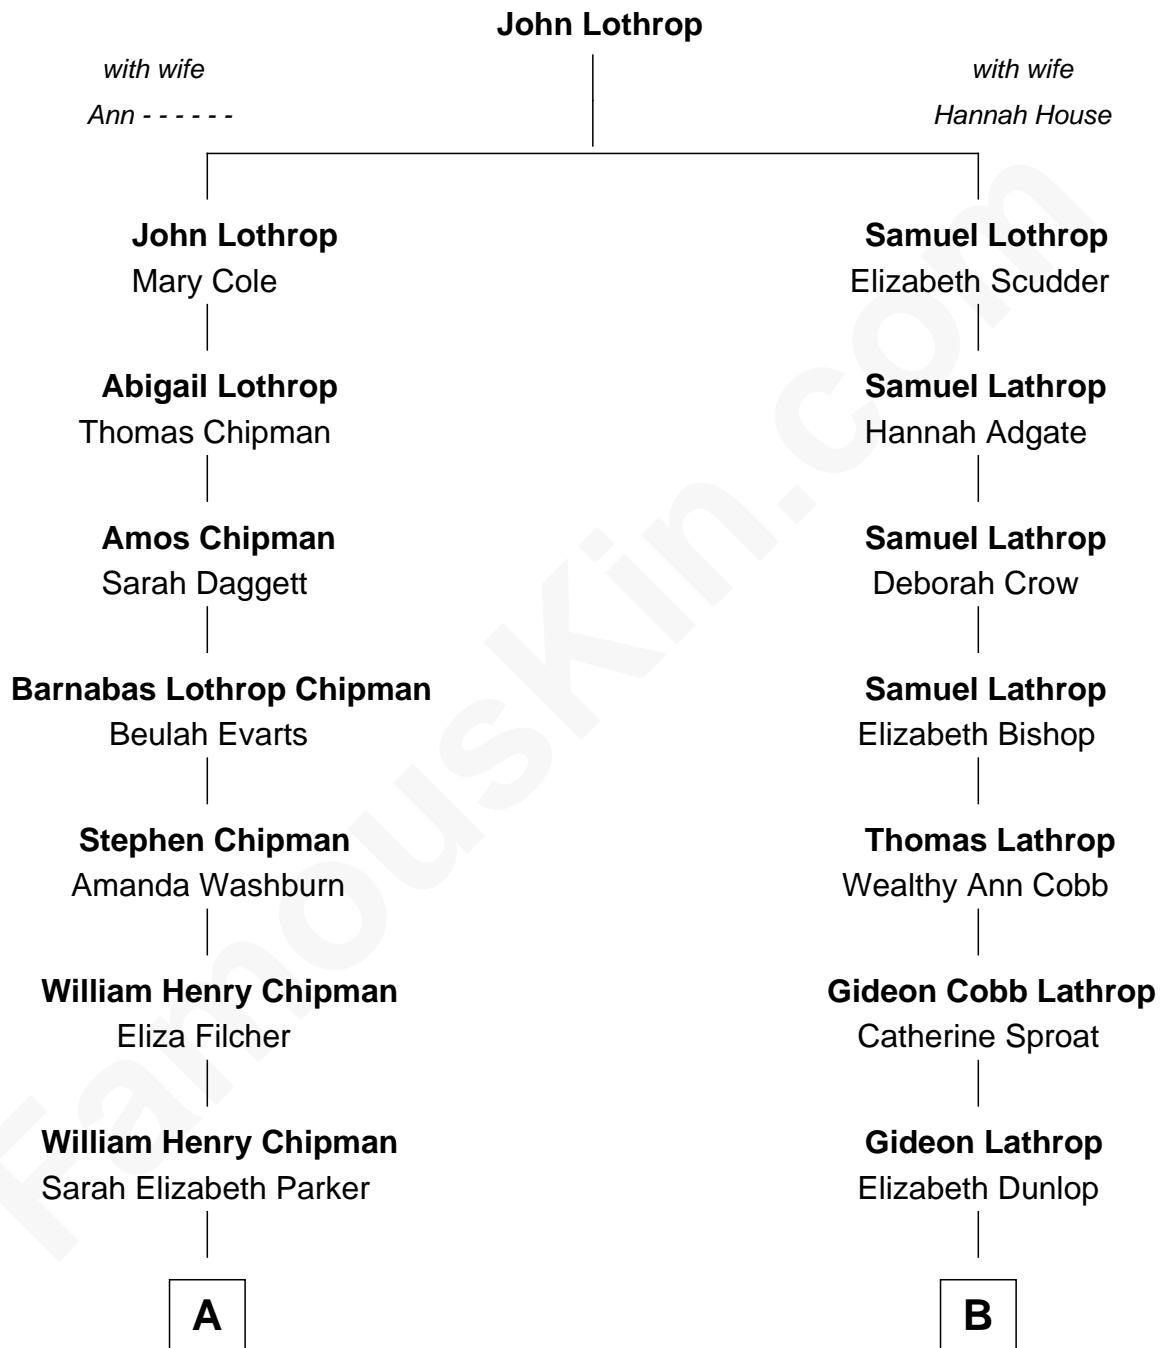 John Lothrop
with wife
Ann - - - - - -
with wife
Hannah House
John Lothrop
Mary Cole
Samuel Lothrop
Elizabeth Scudder
Abigail Lothrop
Thomas Chipman
Samuel Lathrop
Hannah Adgate
Amos Chipman
Sarah Daggett
Samuel Lathrop
Deborah Crow
Barnabas Lothrop Chipman
Beulah Evarts
Samuel Lathrop
Elizabeth Bishop
Stephen Chipman
Amanda Washburn
Thomas Lathrop
Wealthy Ann Cobb
William Henry Chipman
Eliza Filcher
Gideon Cobb Lathrop
Catherine Sproat
William Henry Chipman
Sarah Elizabeth Parker
Gideon Lathrop
Elizabeth Dunlop
A
B
FamousKin.com